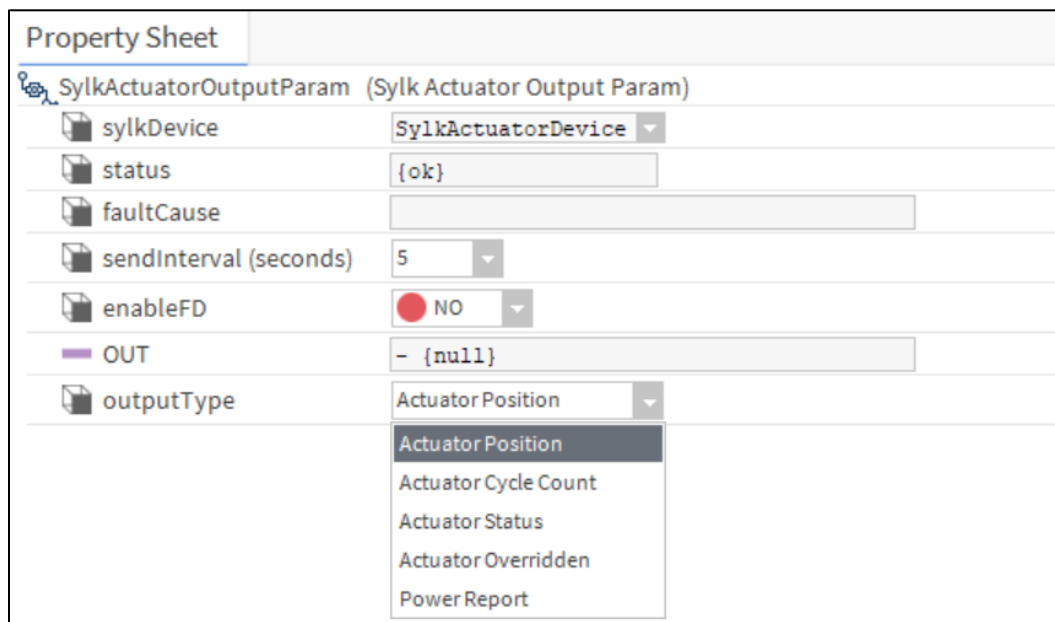 Property Sheet
SylkActuatorOutputParam (Sylk Actuator Output Param)
sylkDevice SylkActuatorDevice
status {ok}
faultCause
sendInterval (seconds) 5
enableFD NO
OUT - {null}
outputType Actuator Position
Actuator Position
Actuator Cycle Count
Actuator Status
Actuator Overridden
Power Report